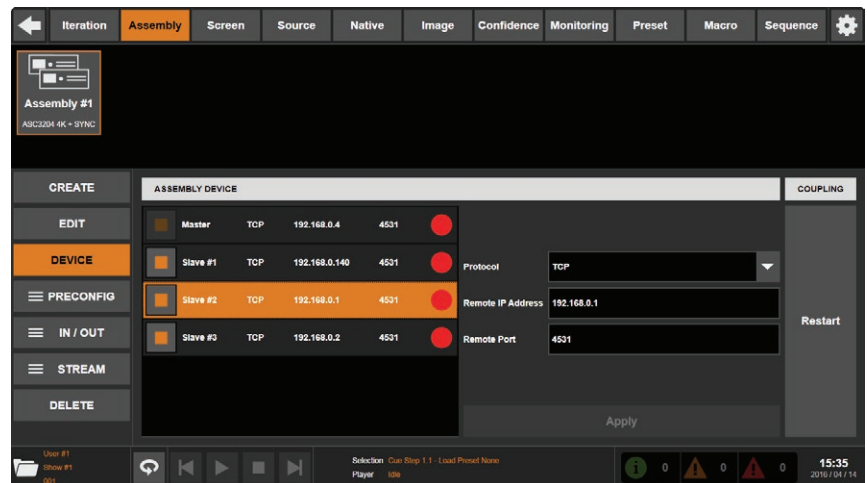 Iteration Assembly Screen Source Native Image Confidence Monitoring Preset Macro Sequence
Assembly #1
ASC3204 4K + SYNC
CREATE
EDIT
DEVICE
PRECONFIG
IN / OUT
STREAM
DELETE
ASSEMBLY DEVICE
Master TCP 192.168.0.4 4531
Slave #1 TCP 192.168.0.140 4531
Slave #2 TCP 192.168.0.1 4531
Slave #3 TCP 192.168.0.2 4531
Protocol TCP
Remote IP Address 192.168.0.1
Remote Port 4531
Apply
COUPLING
Restart
User #1
Show #1
001
Selection Cue Step 1.1 - Load Preset None
Player Idle
0 0 0
15:35
2016 / 04 / 14